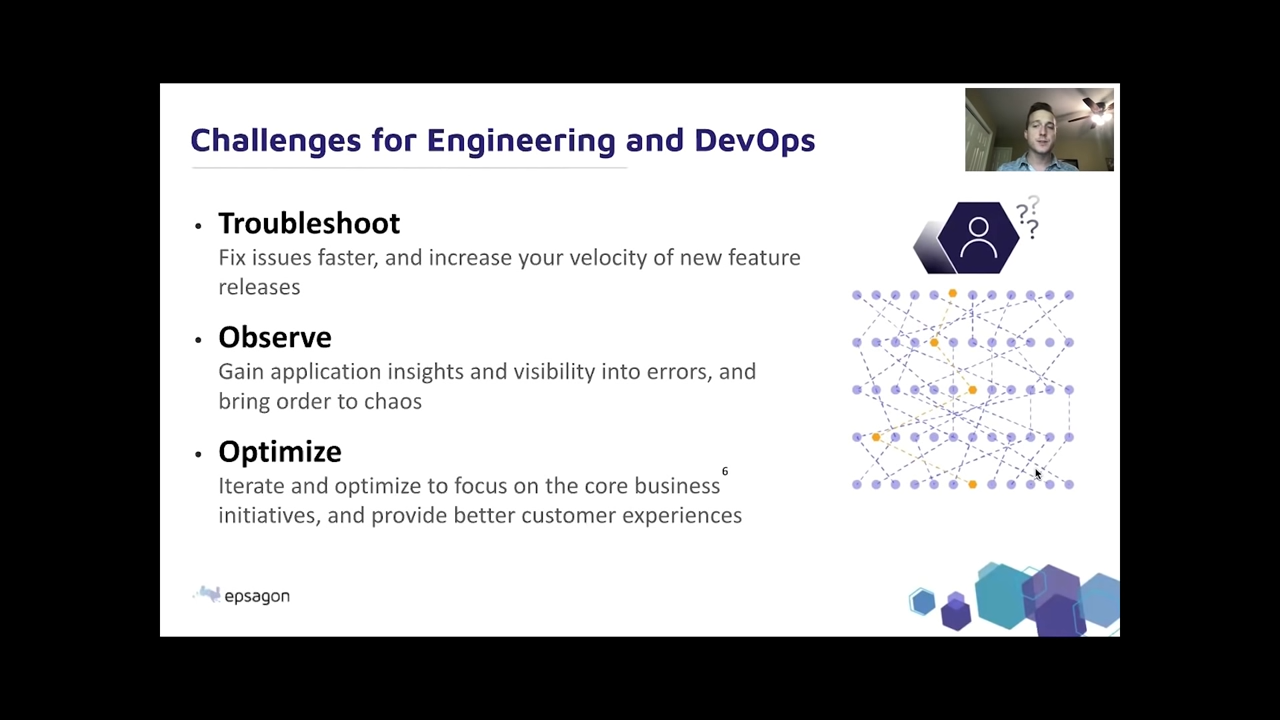 Challenges for Engineering and DevOps
• Troubleshoot
Fix issues faster, and increase your velocity of new feature
releases
• Observe
Gain application insights and visibility into errors, and
bring order to chaos
• Optimize
Iterate and optimize to focus on the core business
initiatives, and provide better customer experiences
6
???
epsagon